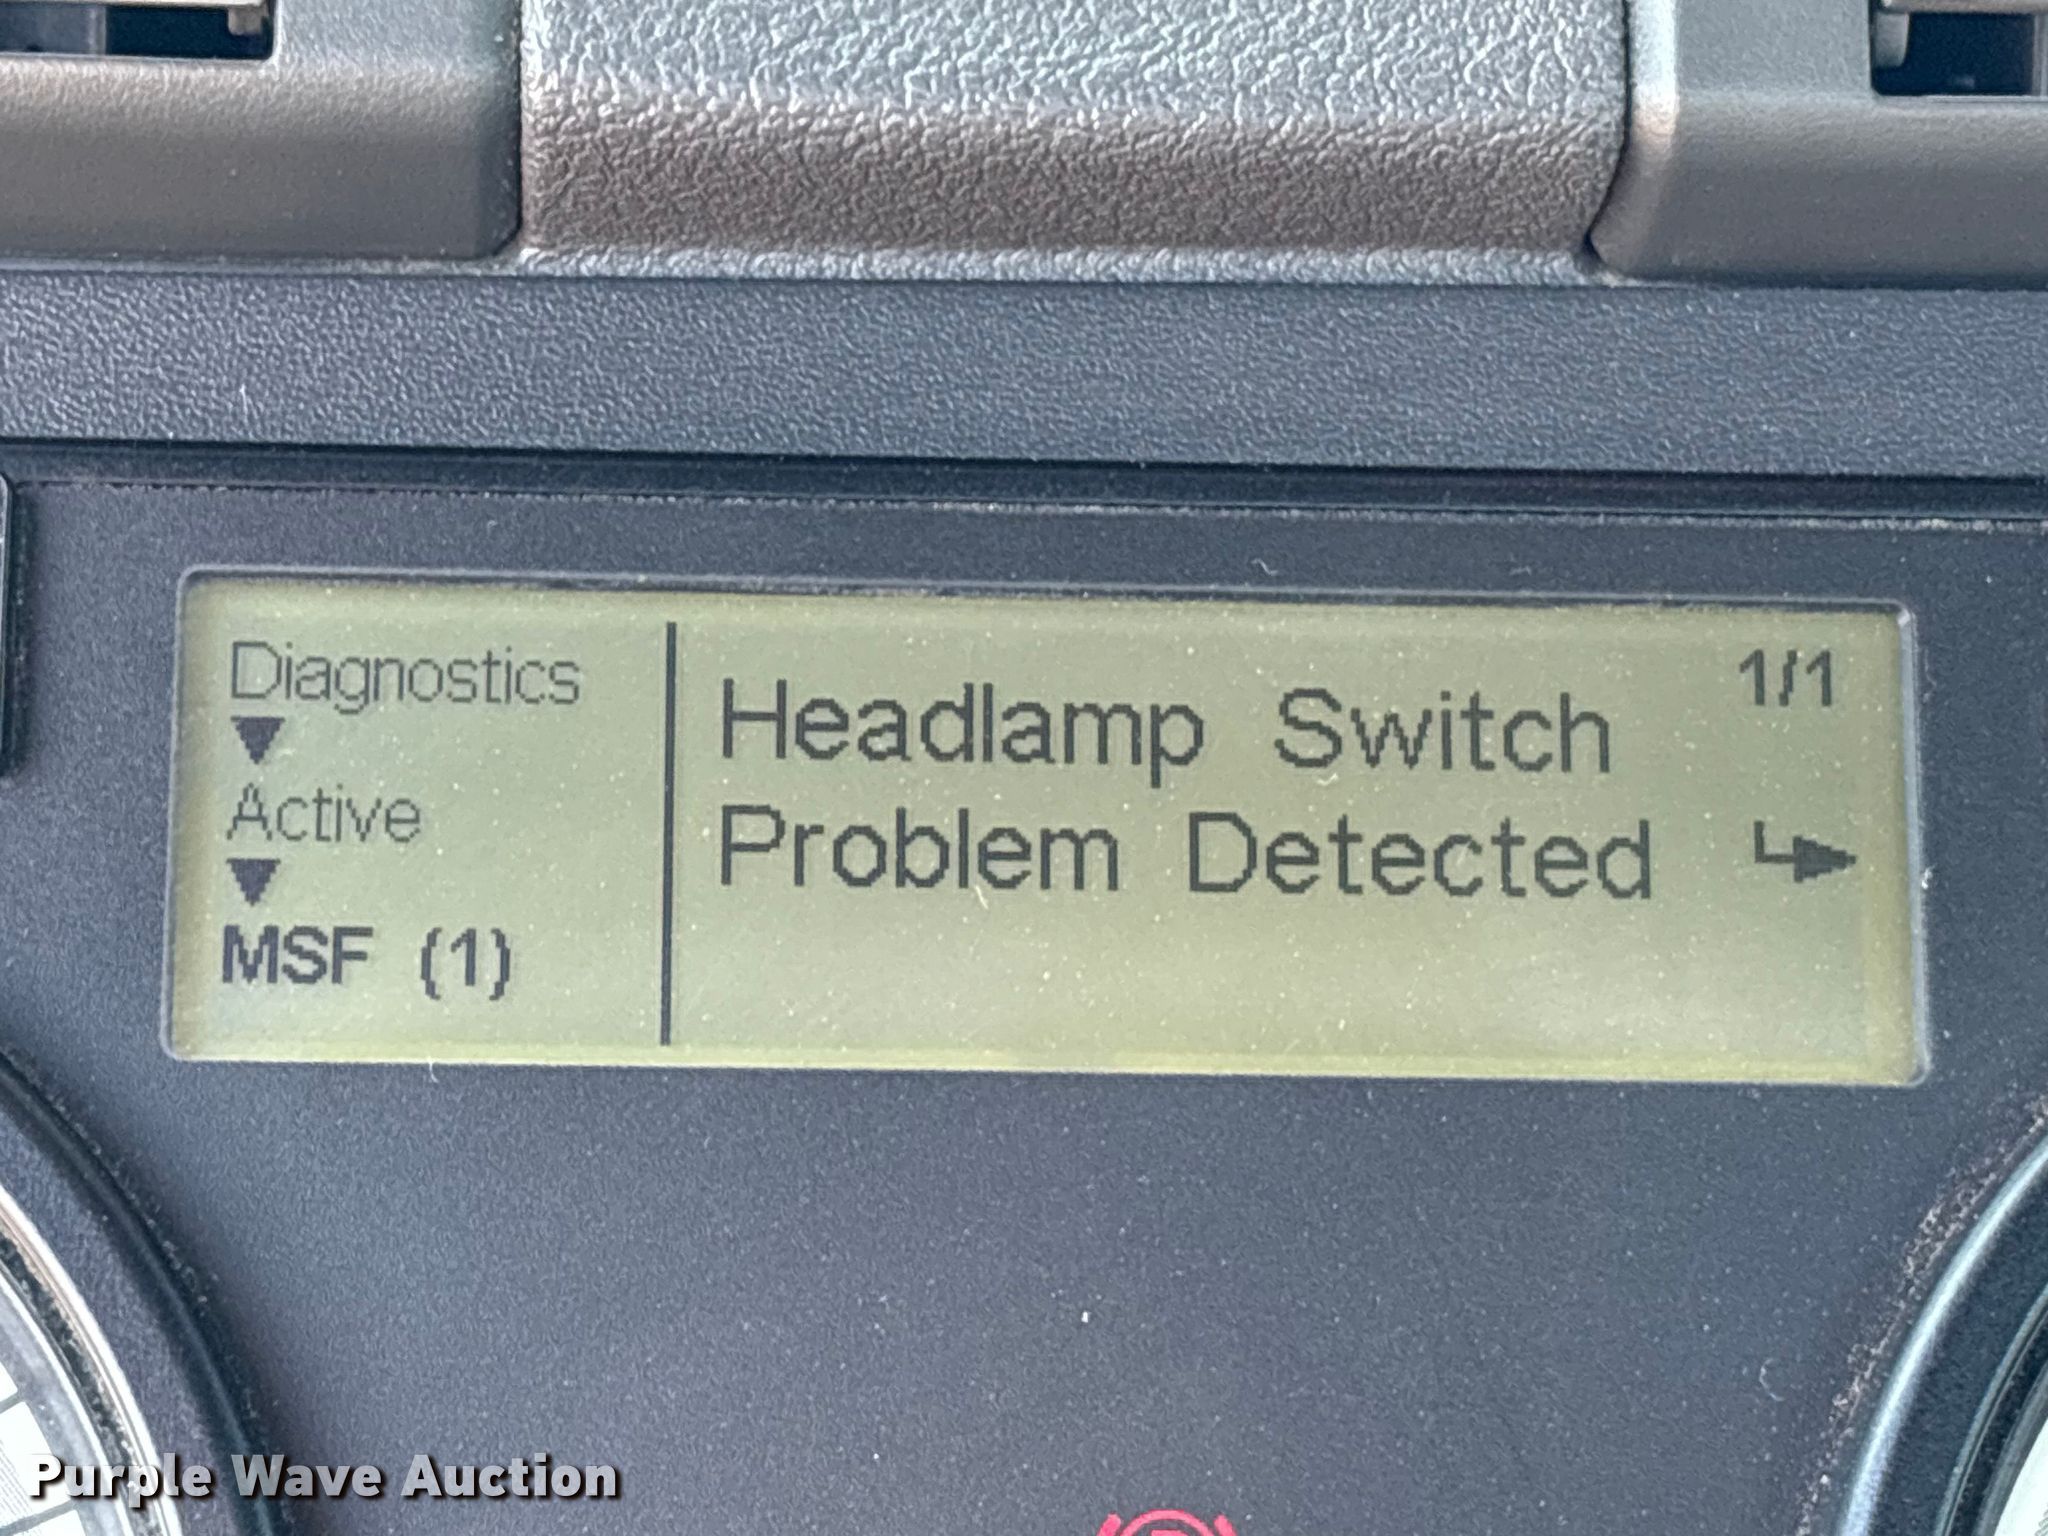 Diagnostics
Active
MSF (1)
Headlamp Switch
Problem Detected
1/1
Purple Wave Auction